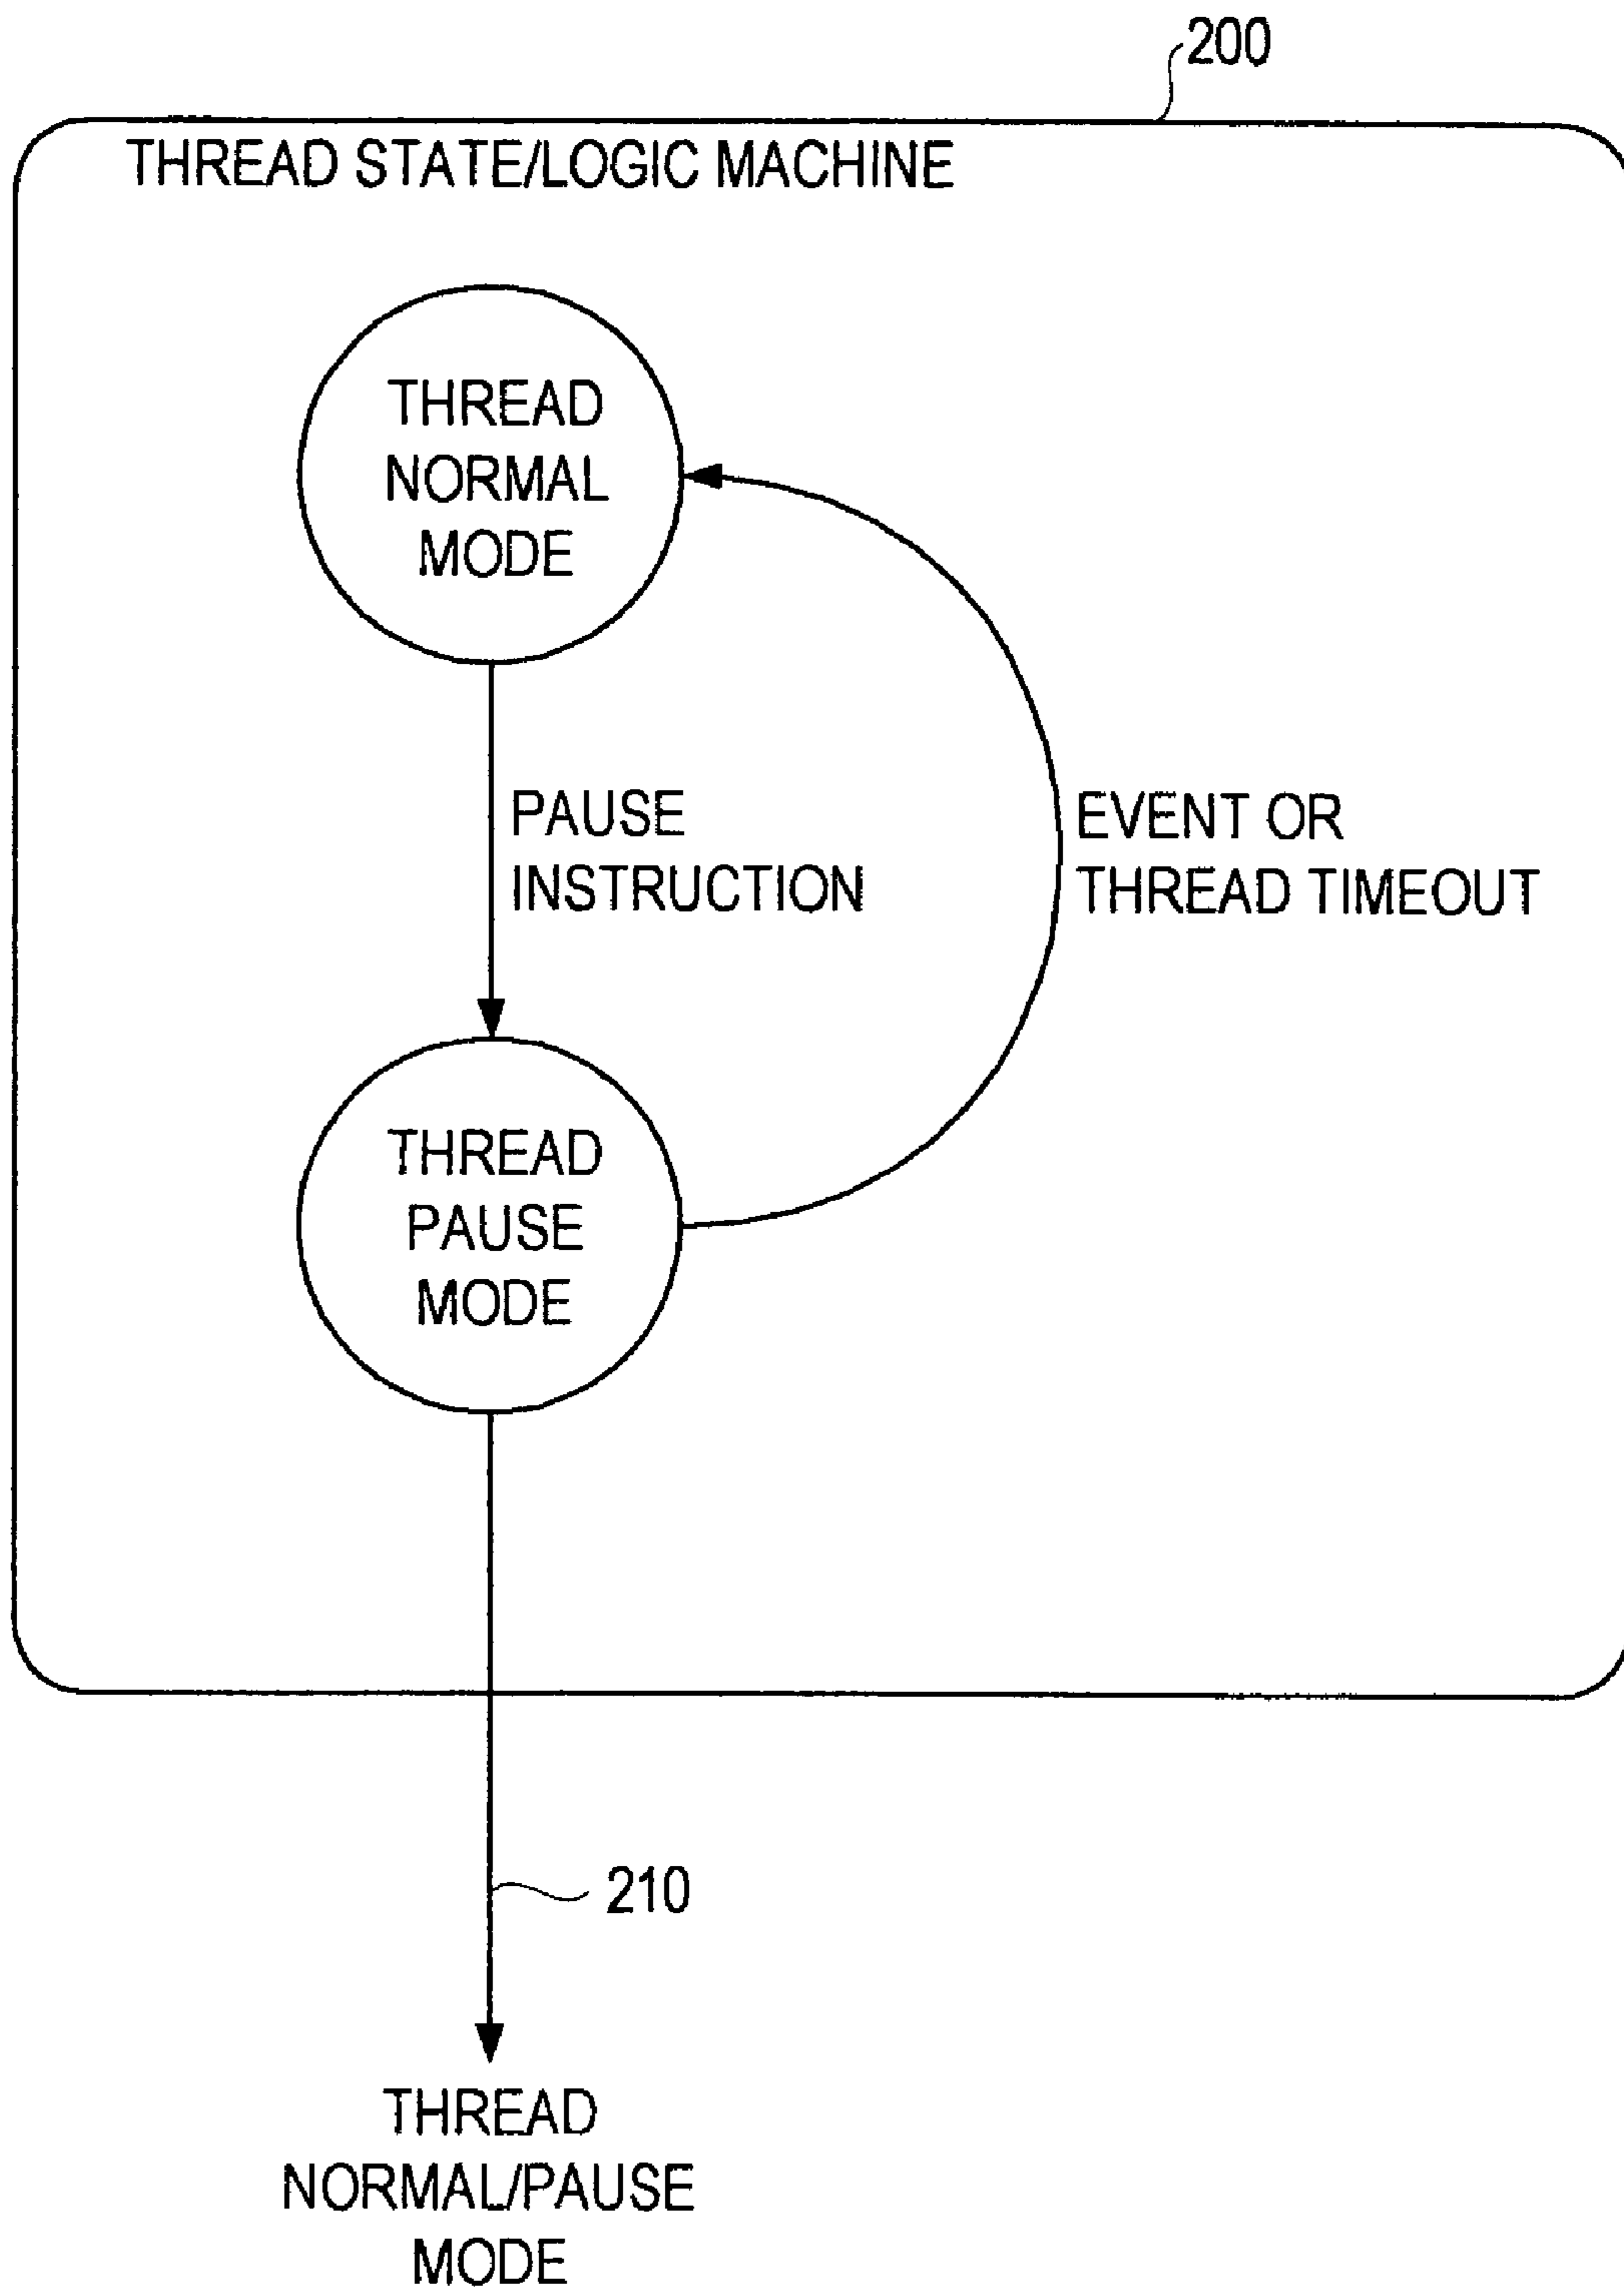 200
THREAD STATE/LOGIC MACHINE
THREAD
NORMAL
MODE
PAUSE
INSTRUCTION
EVENT OR
THREAD TIMEOUT
THREAD
PAUSE
MODE
210
THREAD
NORMAL/PAUSE
MODE